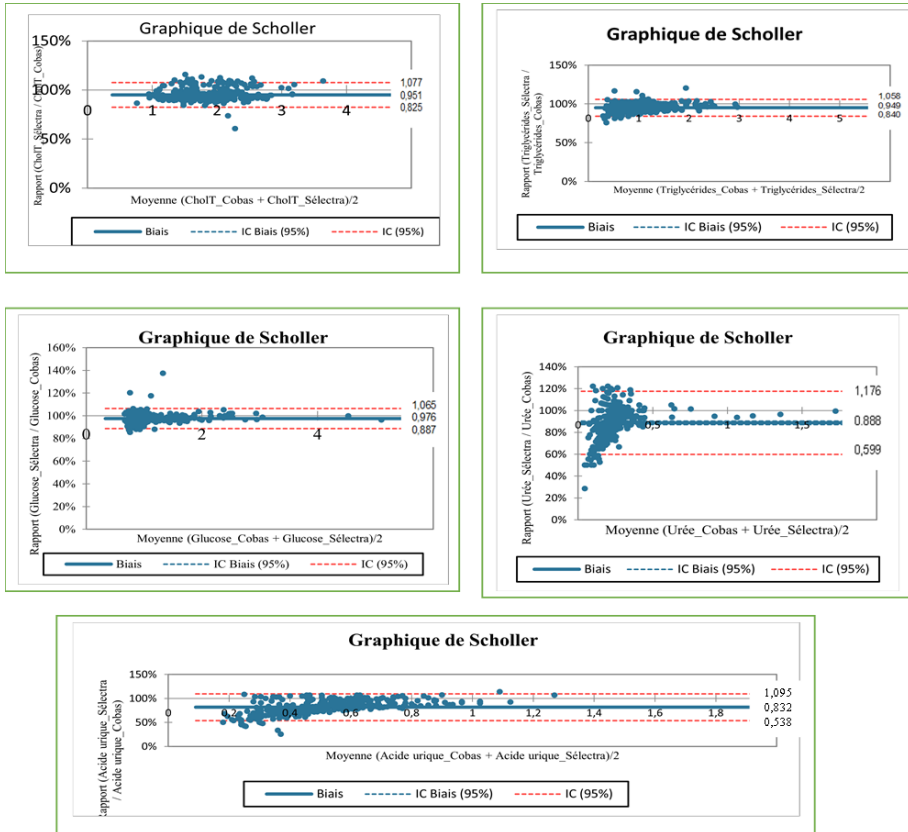 Graphique de Scholler
150%
100%
50%
0%
0
1
2
3
4
1,077
0,951
0,825
Rapport (CholT_Sélectra / CholT_Cobas)
Moyenne (CholT_Cobas + CholT_Sélectra)/2
Biais
IC Biais (95%)
IC (95%)
Graphique de Scholler
150%
100%
50%
0%
0
1
2
3
4
5
1,058
0,949
0,840
Rapport (Triglycérides_Sélectra /
Triglycérides_Cobas)
Moyenne (Triglycérides_Cobas + Triglycérides_Sélectra/2
Biais
IC Biais (95%)
IC (95%)
Graphique de Scholler
160%
140%
120%
100%
80%
60%
40%
20%
0%
0
2
4
1,065
0,976
0,887
Rapport (Glucose_Sélectra / Glucose_Cobas)
Moyenne (Glucose_Cobas + Glucose_Sélectra)/2
Biais
IC Biais (95%)
IC (95%)
Graphique de Scholler
140%
120%
100%
80%
60%
40%
20%
0%
0
0,5
1
1,5
1,176
0.888
0,599
Rapport (Urée_Sélectra / Urée_Cobas)
Moyenne (Urée_Cobas + Urée_Sélectra)/2
Biais
IC Biais (95%)
IC (95%)
Graphique de Scholler
150%
100%
50%
0%
0
0,2
0,4
0,6
0,8
1
1,2
1,4
1,6
1,8
1,095
0,832
0,538
Rapport (Acide urique_Sélectra
/ Acide urique_Cobas)
Moyenne (Acide urique_Cobas + Acide urique_Sélectra)/2
Biais
IC Biais (95%)
IC (95%)